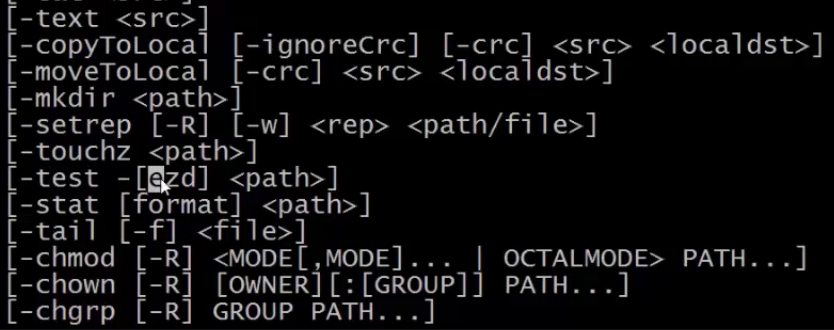 [-text <src>]
[-copyToLocal [-ignoreCrc] [-crc] <src> <localdst>]
[-moveToLocal [-crc] <src> <localdst>]
[-mkdir <path>]
[-setrep [-R] [-w] <rep> <path/file>]
[-touchz <path>]
[-test -[ezd] <path>]
[-stat [format] <path>]
[-tail [-f] <file>]
[-chmod [-R] <MODE[,MODE]... | OCTALMODE> PATH...]
[-chown [-R] [OWNER][:[GROUP]] PATH...]
[-chgrp [-R] GROUP PATH...]